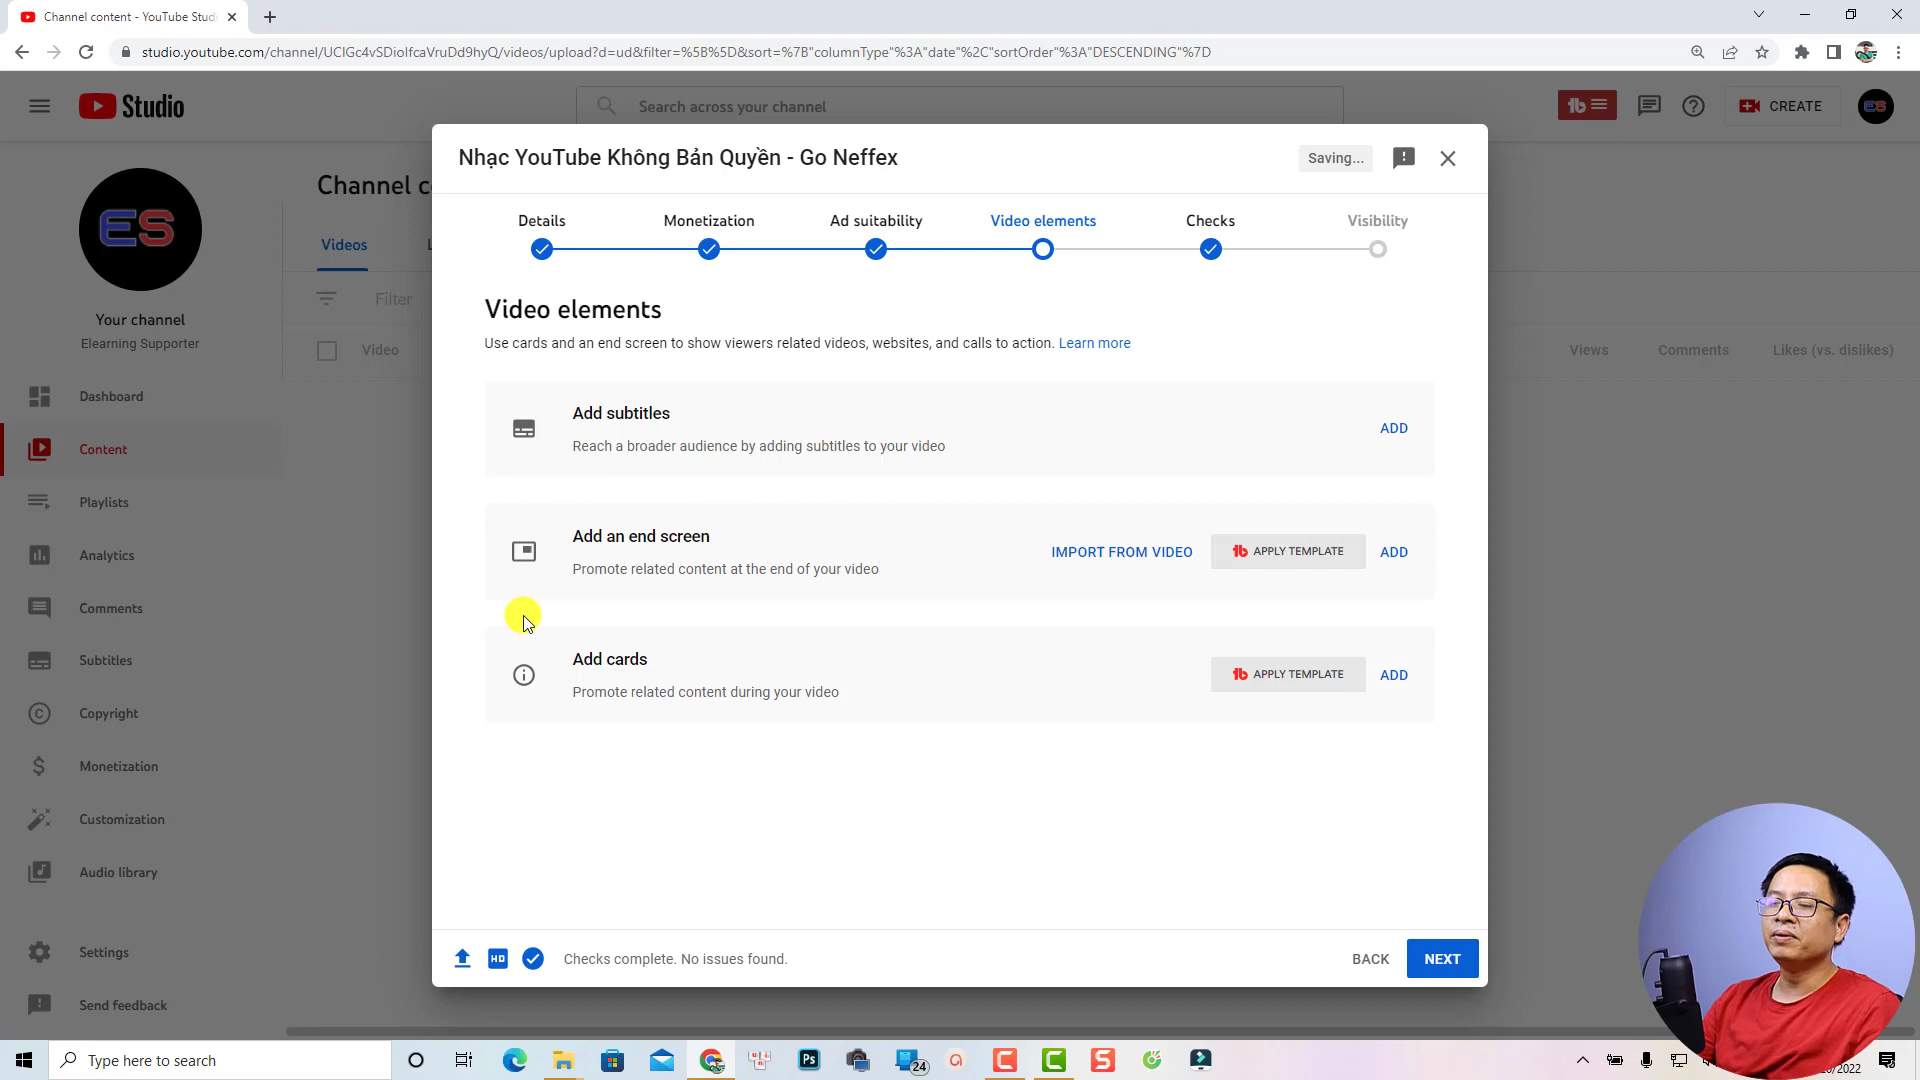 Channel content - YouTube Stud
studio.youtube.com/channel/UCIGc4vSDioIfcaVruDd9hyQ/videos/upload?d=ud&filter=%5B%5D&sort=%7B"columnType"%3A"date"%2C"sortOrder"%3A"DESCENDING"%7D
Studio
Search across your channel
CREATE
ES
Nhạc YouTube Không Bản Quyền - Go Neffex
Saving...
Details
Monetization
Ad suitability
Video elements
Checks
Visibility
ES
Your channel
Elearning Supporter
Dashboard
Content
Playlists
Analytics
Comments
Subtitles
Copyright
Monetization
Customization
Audio library
Settings
Send feedback
Channel c
Videos
Filter
Video
Views
Comments
Likes (vs. dislikes)
Video elements
Use cards and an end screen to show viewers related videos, websites, and calls to action. Learn more
Add subtitles
Reach a broader audience by adding subtitles to your video
ADD
Add an end screen
Promote related content at the end of your video
IMPORT FROM VIDEO
APPLY TEMPLATE
ADD
Add cards
Promote related content during your video
APPLY TEMPLATE
ADD
HD
Checks complete. No issues found.
BACK
NEXT
Type here to search
Ps
24